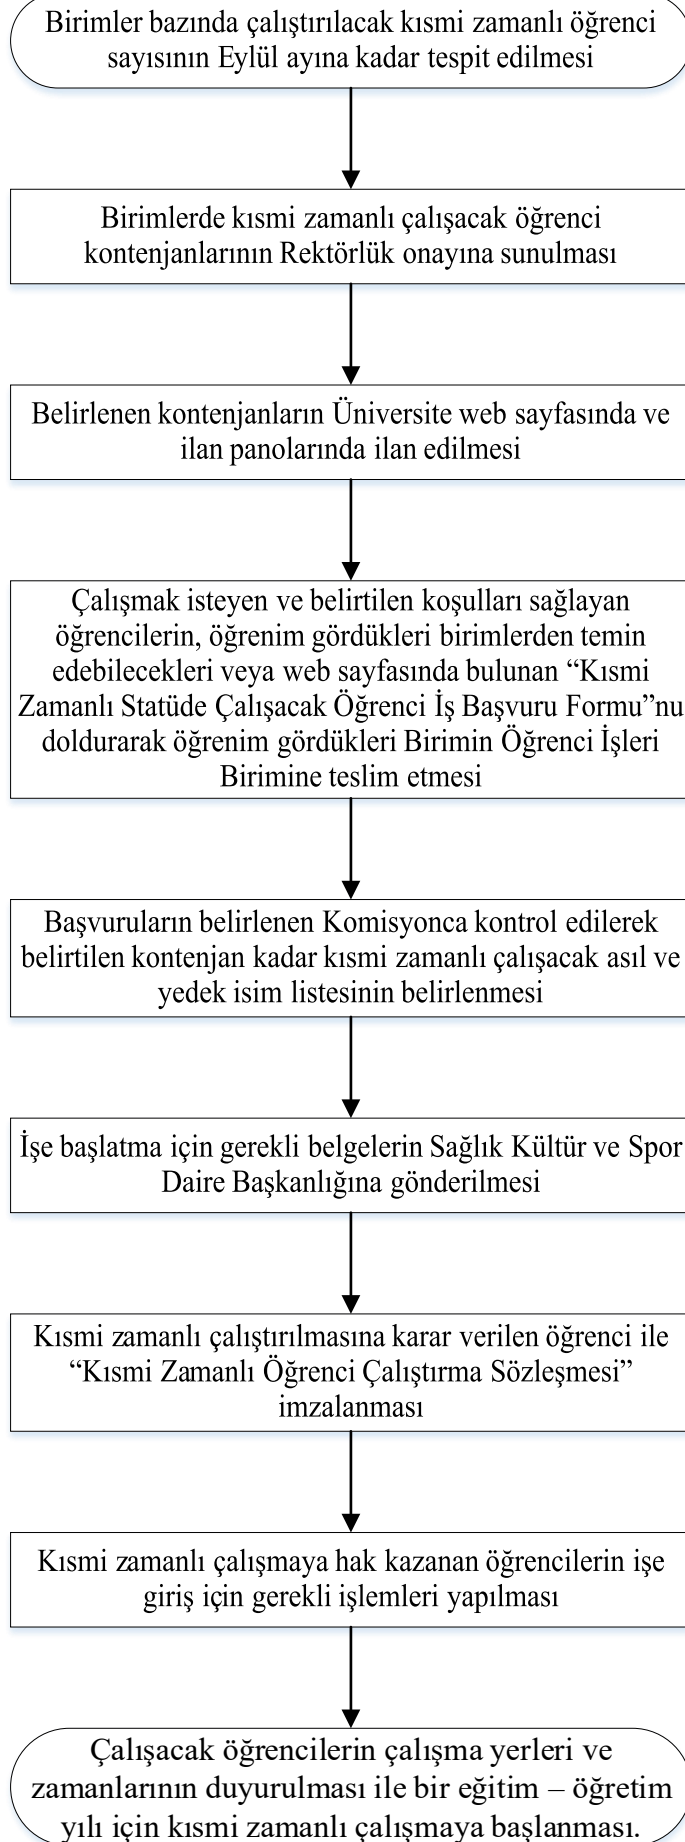 Birimler bazında çalıştırılacak kısmi zamanlı öğrenci
sayısının Eylül ayına kadar tespit edilmesi
Birimlerde kısmi zamanlı çalışacak öğrenci
kontenjanlarının Rektörlük onayına sunulması
Belirlenen kontenjanların Üniversite web sayfasında ve
ilan panolarında ilan edilmesi
Çalışmak isteyen ve belirtilen koşulları sağlayan
öğrencilerin, öğrenim gördükleri birimlerden temin
edebilecekleri veya web sayfasında bulunan “Kısmi
Zamanlı Statüde Çalışacak Öğrenci İş Başvuru Formu”nu
doldurarak öğrenim gördükleri Birimin Öğrenci İşleri
Birimine teslim etmesi
Başvuruların belirlenen Komisyonca kontrol edilerek
belirtilen kontenjan kadar kısmi zamanlı çalışacak asıl ve
yedek isim listesinin belirlenmesi
İşe başlatma için gerekli belgelerin Sağlık Kültür ve Spor
Daire Başkanlığına gönderilmesi
Kısmi zamanlı çalıştırılmasına karar verilen öğrenci ile
“Kısmi Zamanlı Öğrenci Çalıştırma Sözleşmesi”
imzalanması
Kısmi zamanlı çalışmaya hak kazanan öğrencilerin işe
giriş için gerekli işlemleri yapılması
Çalışacak öğrencilerin çalışma yerleri ve
zamanlarının duyurulması ile bir eğitim – öğretim
yılı için kısmi zamanlı çalışmaya başlanması.